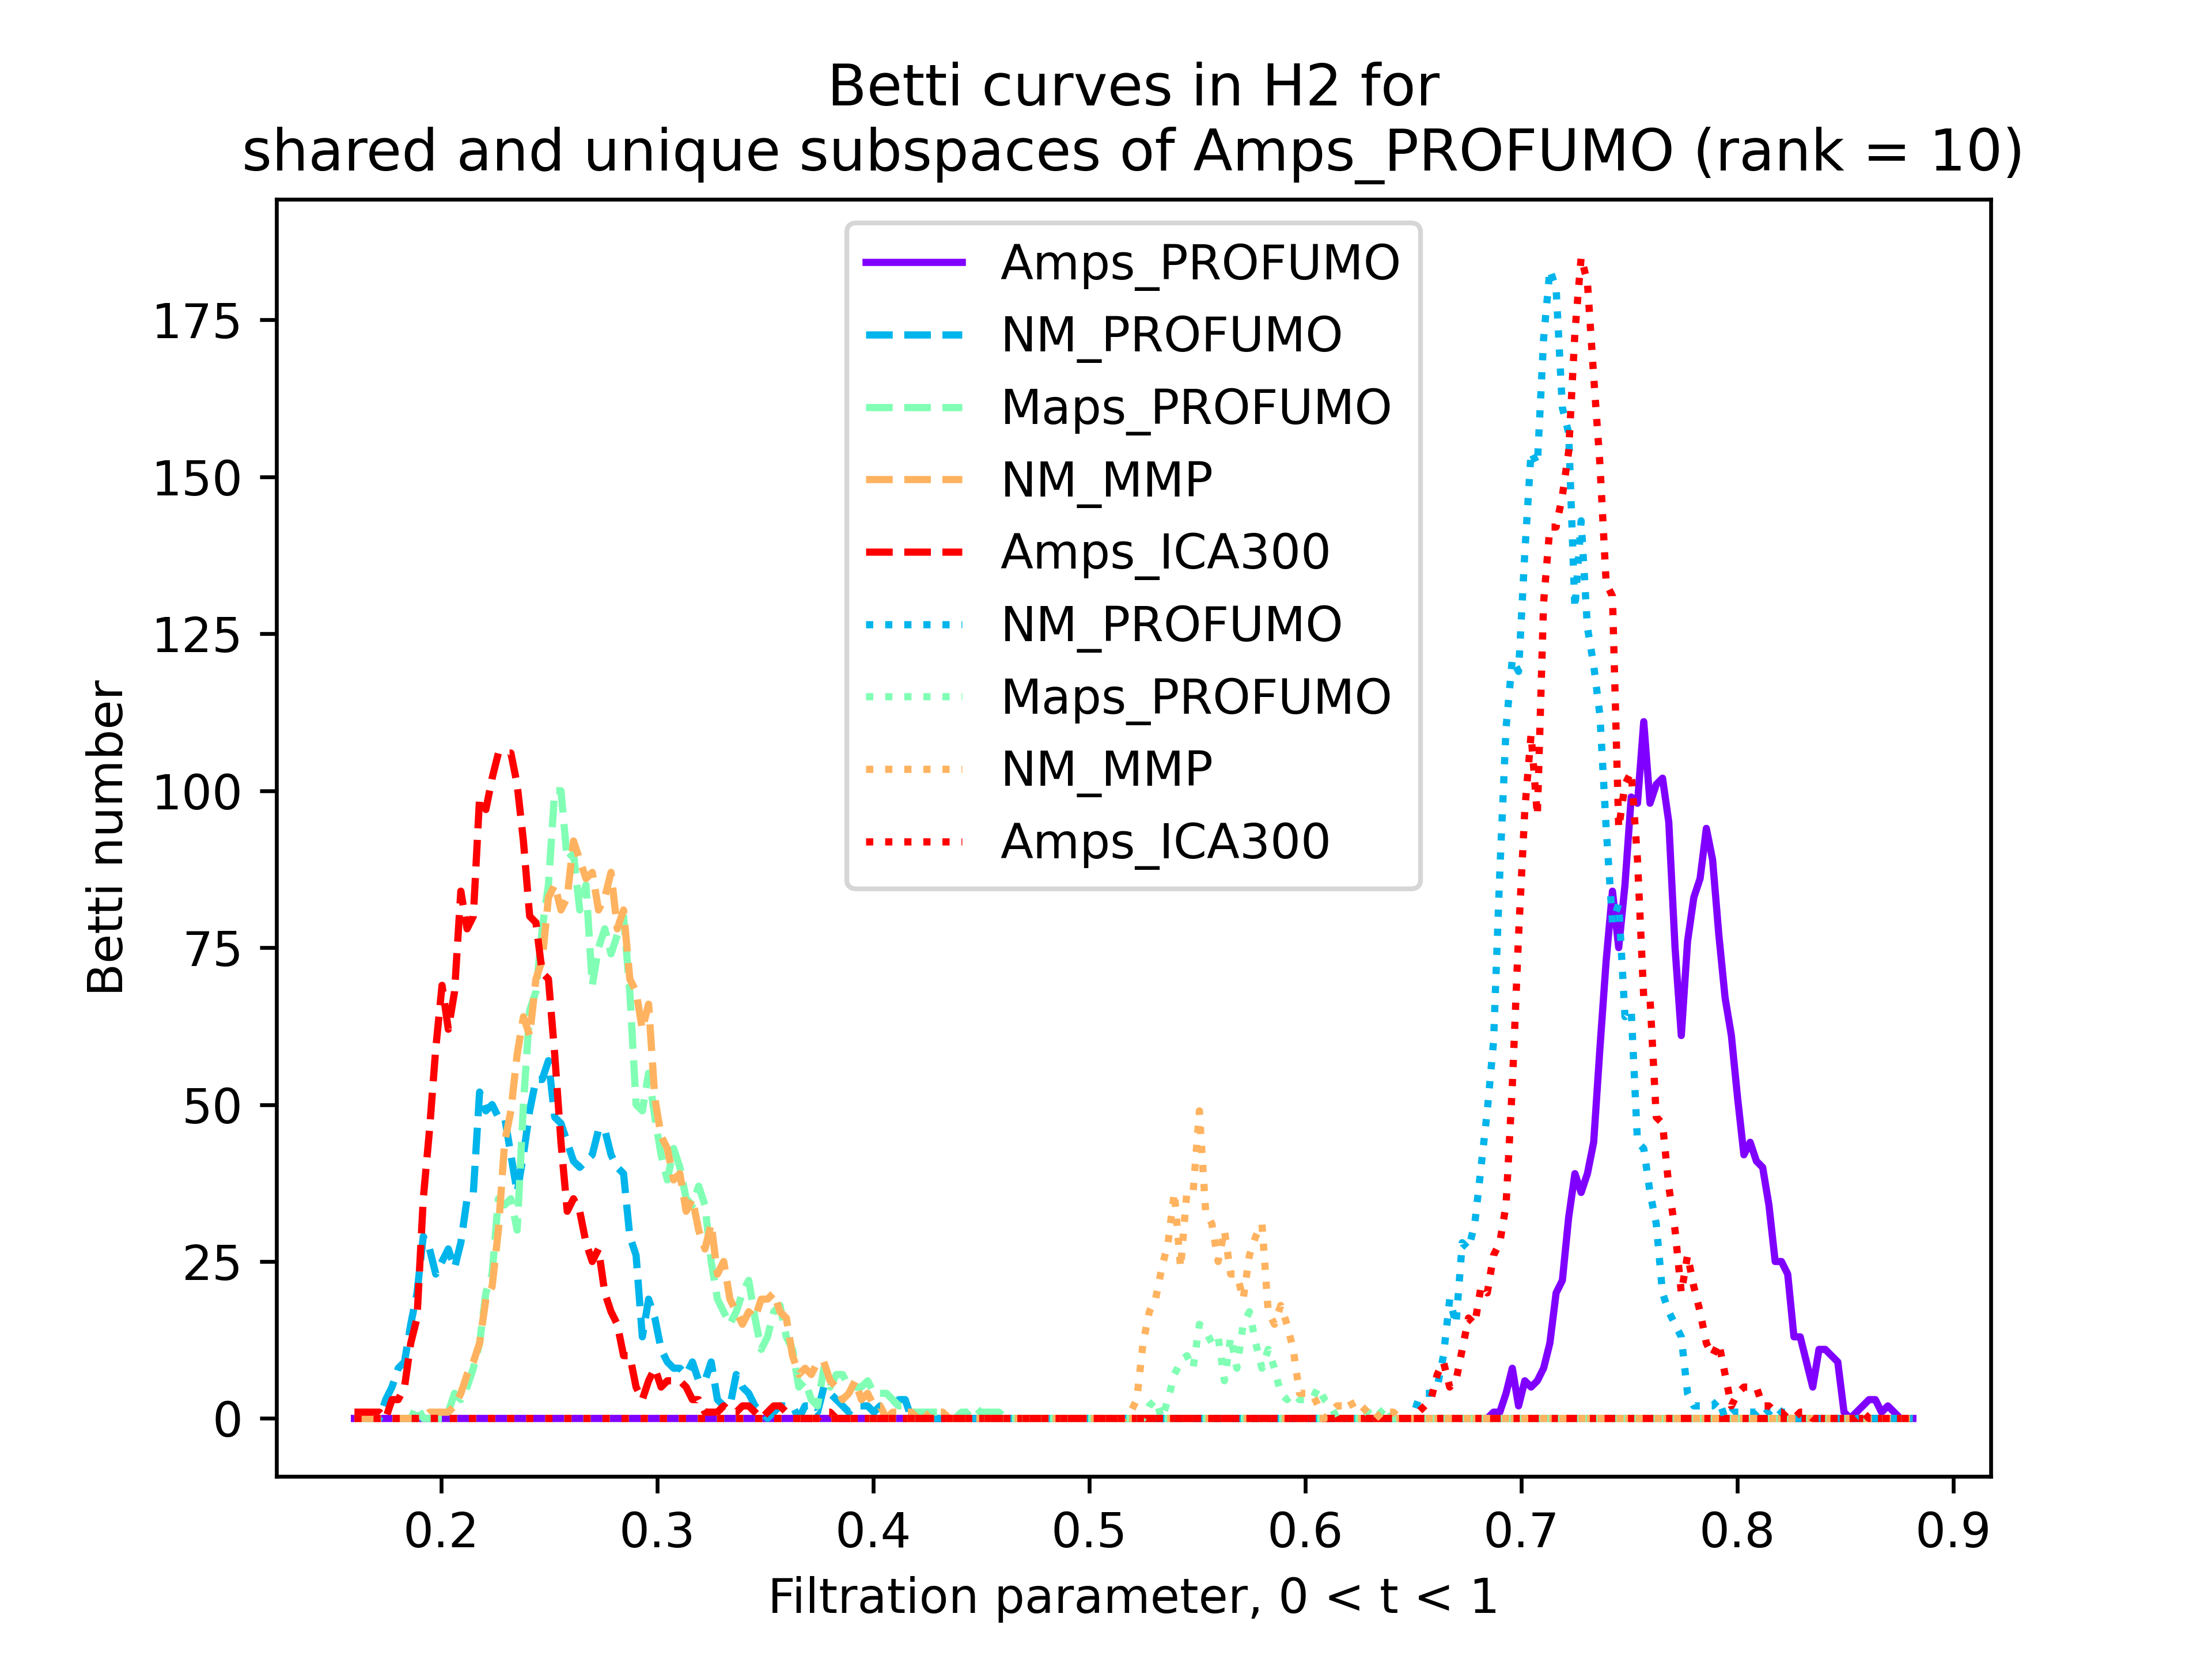 Betti curves in H2 for
shared and unique subspaces of Amps_PROFUMO (rank = 10)
Amps_PROFUMO
NM_PROFUMO
Maps_PROFUMO
NM_MMP
Amps_ICA300
NM_PROFUMO
Maps_PROFUMO
NM_MMP
Amps_ICA300
Betti number
175
150
125
100
75
50
25
0
0.2 0.3 0.4 0.5 0.6 0.7 0.8 0.9
Filtration parameter, 0 < t < 1